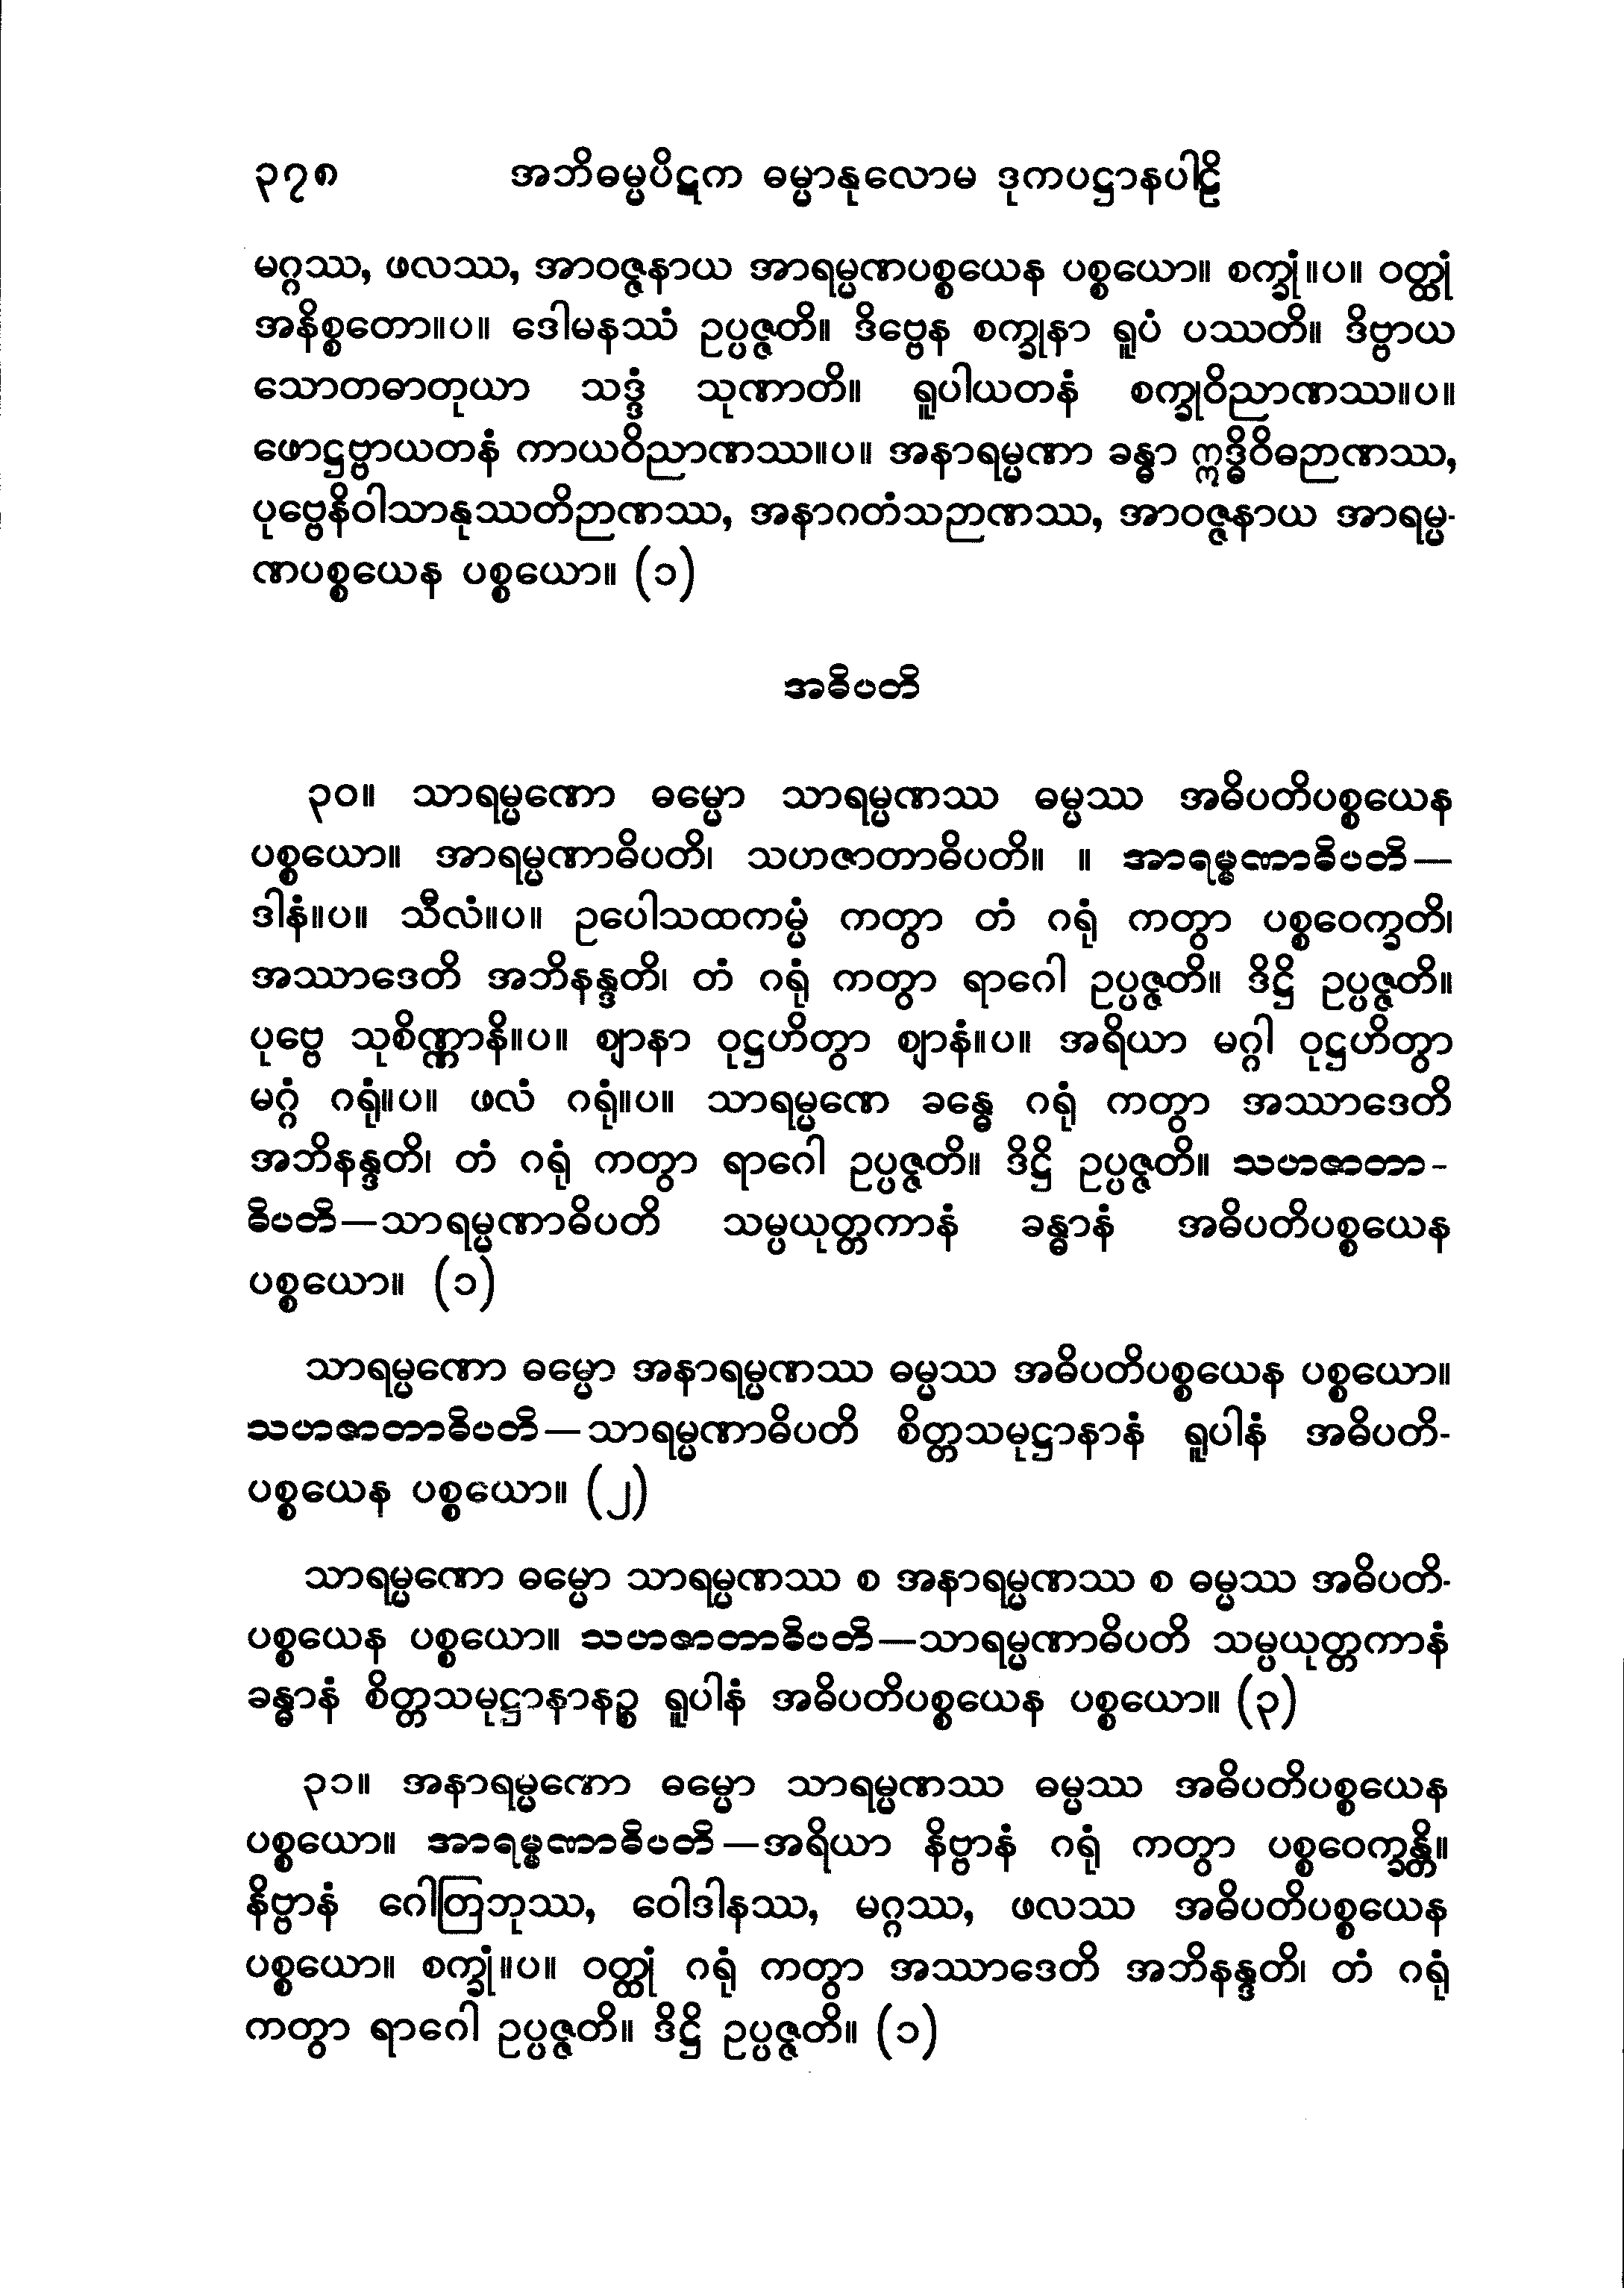 ၃၇၈ အဘိဓမ္မပိဋက ဓမ္မာနုလောမ ဒုကပဋ္ဌာနပါဠိ
မဂ္ဂဿ, ဖလဿ, အာဝဇ္ဇနာယ အာရမ္မဏပစ္စယေန ပစ္စယော။ စက္ခုံ။ပ။ ဝတ္ထုံ
အနိစ္စတော။ပ။ ဒေါမနဿံ ဥပ္ပဇ္ဇတိ။ ဒိဗ္ဗေန စက္ခုနာ ရူပံ ပဿတိ။ ဒိဗ္ဗာယ
သောတဓာတုယာ သဒ္ဒံ သုဏာတိ။ ရူပါယတနံ စက္ခုဝိညာဏဿ။ပ။
ဖောဋ္ဌဗ္ဗာယတနံ ကာယဝိညာဏဿ။ပ။ အနာရမ္မဏာ ခန္ဓာ ဣဒ္ဓိဝိဓဉာဏဿ,
ပုဗ္ဗေနိဝါသာနုဿတိဉာဏဿ, အနာဂတံသဉာဏဿ, အာဝဇ္ဇနာယ အာရမ္မ-
ဏပစ္စယေန ပစ္စယော။ (၁)
အဓိပတိ
၃၀။ သာရမ္မဏော ဓမ္မော သာရမ္မဏဿ ဓမ္မဿ အဓိပတိပစ္စယေန
ပစ္စယော။ အာရမ္မဏာဓိပတိ၊ သဟဇာတာဓိပတိ။ ။ အာရမ္မဏာဓိပတိ—
ဒါနံ။ပ။ သီလံ။ပ။ ဥပေါသထကမ္မံ ကတွာ တံ ဂရုံ ကတွာ ပစ္စဝေက္ခတိ၊
အဿာဒေတိ အဘိနန္ဒတိ၊ တံ ဂရုံ ကတွာ ရာဂေါ ဥပ္ပဇ္ဇတိ။ ဒိဋ္ဌိ ဥပ္ပဇ္ဇတိ။
ပုဗ္ဗေ သုစိဏ္ဏာနိ။ပ။ ဈာနာ ဝုဋ္ဌဟိတွာ ဈာနံ။ပ။ အရိယာ မဂ္ဂါ ဝုဋ္ဌဟိတွာ
မဂ္ဂံ ဂရုံ။ပ။ ဖလံ ဂရုံ။ပ။ သာရမ္မဏေ ခန္ဓေ ဂရုံ ကတွာ အဿာဒေတိ
အဘိနန္ဒတိ၊ တံ ဂရုံ ကတွာ ရာဂေါ ဥပ္ပဇ္ဇတိ။ ဒိဋ္ဌိ ဥပ္ပဇ္ဇတိ။ သဟဇာတာ-
ဓိပတိ—သာရမ္မဏာဓိပတိ သမ္ပယုတ္တကာနံ ခန္ဓာနံ အဓိပတိပစ္စယေန
ပစ္စယော။ (၁)
သာရမ္မဏော ဓမ္မော အနာရမ္မဏဿ ဓမ္မဿ အဓိပတိပစ္စယေန ပစ္စယော။
သဟဇာတာဓိပတိ—သာရမ္မဏာဓိပတိ စိတ္တသမုဋ္ဌာနာနံ ရူပါနံ အဓိပတိ-
ပစ္စယေန ပစ္စယော။ (၂)
သာရမ္မဏော ဓမ္မော သာရမ္မဏဿ စ အနာရမ္မဏဿ စ ဓမ္မဿ အဓိပတိ-
ပစ္စယေန ပစ္စယော။ သဟဇာတာဓိပတိ—သာရမ္မဏာဓိပတိ သမ္ပယုတ္တကာနံ
ခန္ဓာနံ စိတ္တသမုဋ္ဌာနာနဉ္စ ရူပါနံ အဓိပတိပစ္စယေန ပစ္စယော။ (၃)
၃၁။ အနာရမ္မဏော ဓမ္မော သာရမ္မဏဿ ဓမ္မဿ အဓိပတိပစ္စယေန
ပစ္စယော။ အာရမ္မဏာဓိပတိ—အရိယာ နိဗ္ဗာနံ ဂရုံ ကတွာ ပစ္စဝေက္ခန္တိ။
နိဗ္ဗာနံ ဂေါတြဘုဿ, ဝေါဒါနဿ, မဂ္ဂဿ, ဖလဿ အဓိပတိပစ္စယေန
ပစ္စယော။ စက္ခုံ။ပ။ ဝတ္ထုံ ဂရုံ ကတွာ အဿာဒေတိ အဘိနန္ဒတိ၊ တံ ဂရုံ
ကတွာ ရာဂေါ ဥပ္ပဇ္ဇတိ။ ဒိဋ္ဌိ ဥပ္ပဇ္ဇတိ။ (၁)